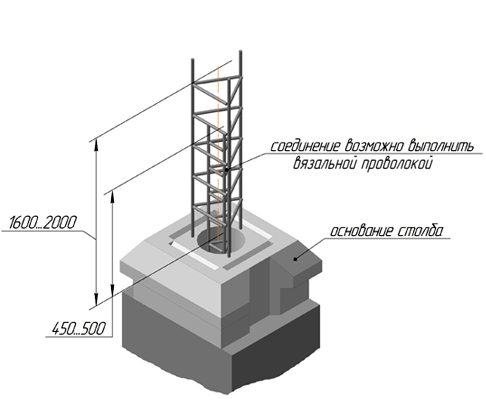 соединение возможно выполнить
вязальной проволокой
1600...2000
основание столба
450...500